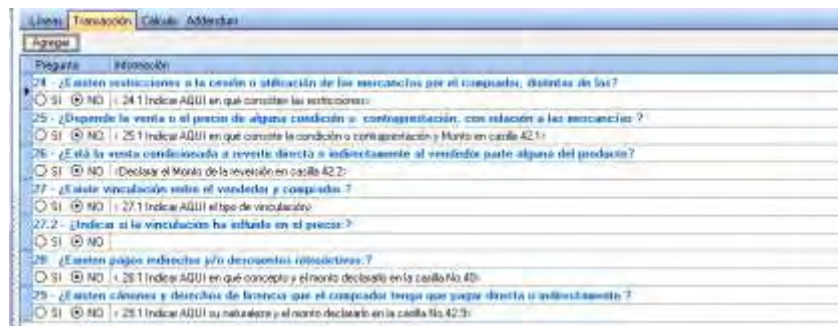 Líneas Transacción Cálculo Addendum
Agregar
Pregunta Información
24 - ¿Existen restricciones a la cesión o utilización de las mercancías por el comprador, distintas de las?
SI NO < 24.1 Indicar AQUI en qué consisten las restricciones>
25 - ¿Depende la venta o el precio de alguna condición o contraprestación, con relación a las mercancías ?
SI NO < 25.1 Indicar AQUI en qué consiste la condición o contraprestación y Monto en casilla 42.1>
26 - ¿Está la venta condicionada a revertir directa o indirectamente al vendedor parte alguna del producto?
SI NO <Declarar el Monto de la reversión en casilla 42.2>
27 - ¿Existe vinculación entre el vendedor y comprador ?
SI NO < 27.1 Indicar AQUI el tipo de vinculación>
27.2 - ¿Indicar si la vinculación ha influido en el precio ?
SI NO
28 - ¿Existen pagos indirectos y/o descuentos retroactivos ?
SI NO < 28.1 Indicar AQUI en qué concepto y el monto declararlo en la casilla No.40>
29 - ¿Existen cánones y derechos de licencia que el comprador tenga que pagar directa o indirectamente ?
SI NO < 29.1 Indicar AQUI su naturaleza y el monto declararlo en la casilla No.42.3>